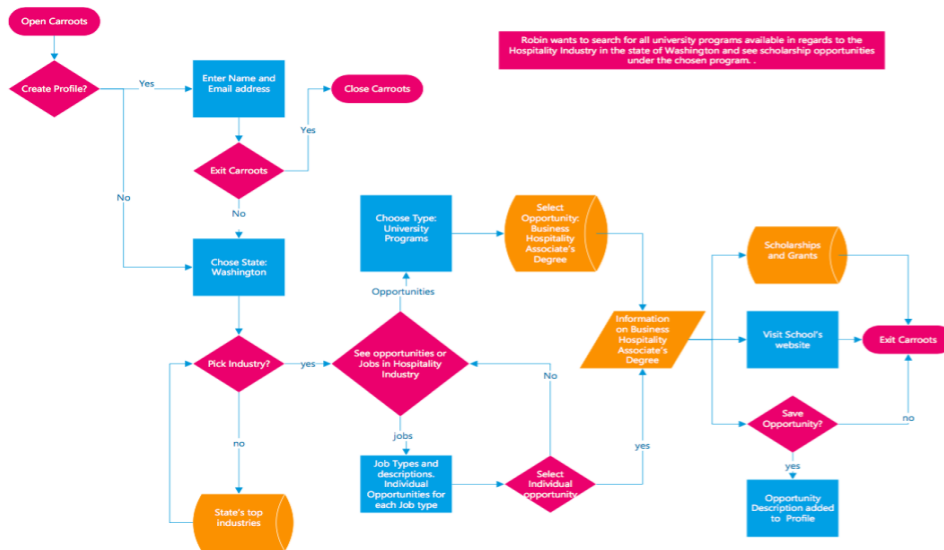 Open Carroots
Robin wants to search for all university programs available in regards to the
Hospitality Industry in the state of Washington and see scholarship opportunities
under the chosen program. .
Create Profile?
Yes
Enter Name and
Email address
Close Carroots
Yes
Exit Carroots
No
No
Chose State:
Washington
Choose Type:
University
Programs
Select
Opportunity:
Business
Hospitality
Associate's
Degree
Scholarships
and Grants
Opportunities
Information
on Business
Hospitality
Associate's
Degree
Visit School's
website
Exit Carroots
Pick Industry?
yes
See opportunities or
Jobs in Hospitality
Industry
No
no
jobs
yes
Save
Opportunity?
no
yes
Job Types and
descriptions.
Individual
Opportunities for
each Job type
Select
Individual
opportunity
State's top
industries
Opportunity
Description added
to Profile